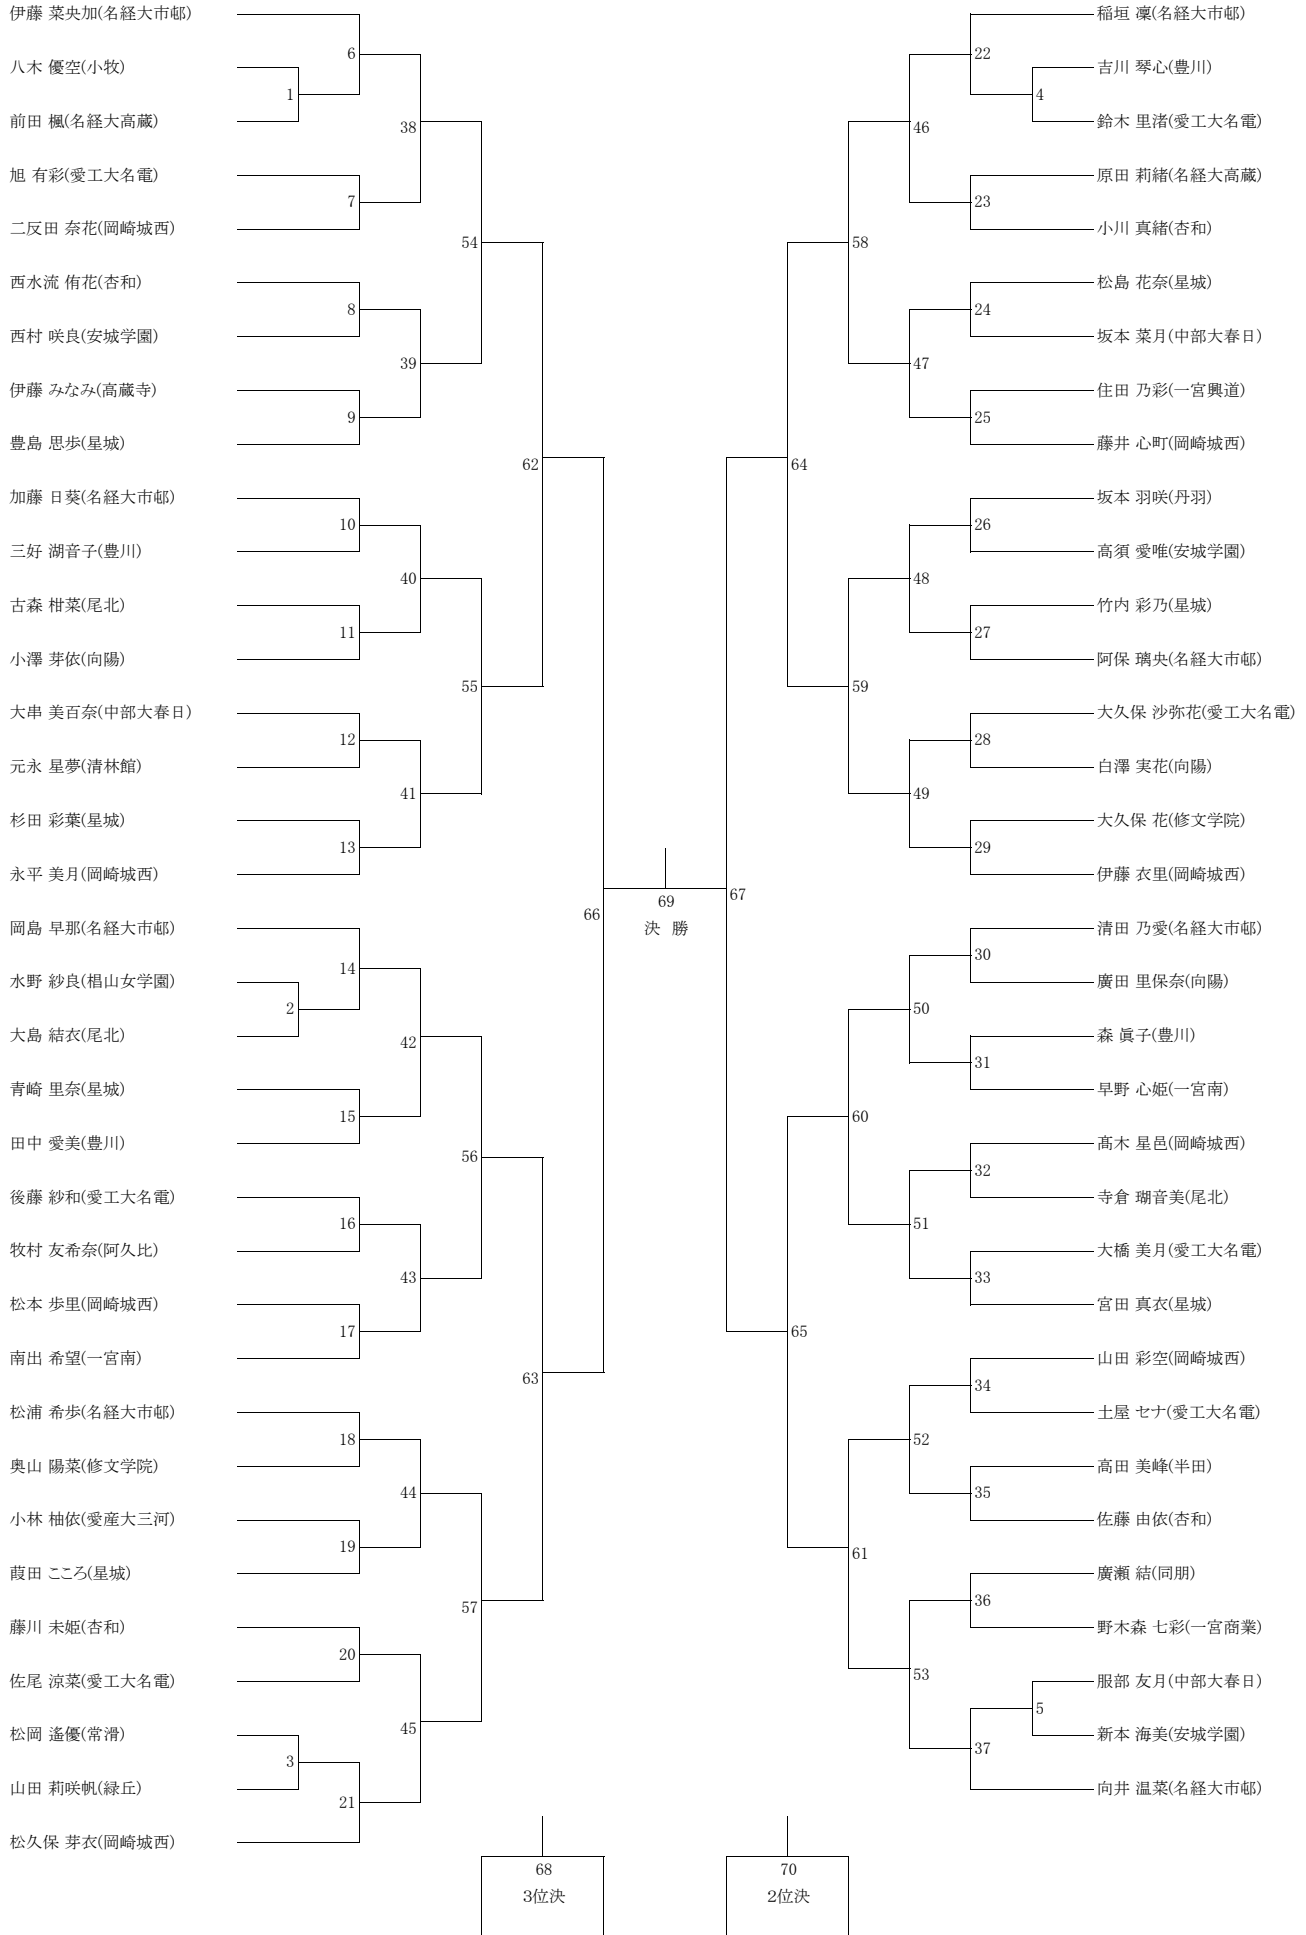 伊藤 菜央加(名経大市邨)
6
八木 優空(小牧)
1
前田 楓(名経大高蔵)
38
旭 有彩(愛工大名電)
7
二反田 奈花(岡崎城西)
54
西水流 侑花(杏和)
8
西村 咲良(安城学園)
39
伊藤 みなみ(高蔵寺)
9
豊島 思歩(星城)
62
加藤 日葵(名経大市邨)
10
三好 湖音子(豊川)
40
古森 柑菜(尾北)
11
小澤 芽依(向陽)
55
大串 美百奈(中部大春日)
12
元永 星夢(清林館)
41
杉田 彩葉(星城)
13
永平 美月(岡崎城西)
66
岡島 早那(名経大市邨)
14
水野 紗良(椙山女学園)
2
大島 結衣(尾北)
42
青崎 里奈(星城)
15
田中 愛美(豊川)
56
後藤 紗和(愛工大名電)
16
牧村 友希奈(阿久比)
43
松本 歩里(岡崎城西)
17
南出 希望(一宮南)
63
松浦 希歩(名経大市邨)
18
奥山 陽菜(修文学院)
44
小林 柚依(愛産大三河)
19
葭田 こころ(星城)
57
藤川 未姫(杏和)
20
佐尾 涼菜(愛工大名電)
45
松岡 遙優(常滑)
3
山田 莉咲帆(緑丘)
21
松久保 芽衣(岡崎城西)
69
決 勝
稲垣 凜(名経大市邨)
22
吉川 琴心(豊川)
4
鈴木 里渚(愛工大名電)
46
原田 莉緒(名経大高蔵)
23
小川 真緒(杏和)
58
松島 花奈(星城)
24
坂本 菜月(中部大春日)
47
住田 乃彩(一宮興道)
25
藤井 心町(岡崎城西)
64
坂本 羽咲(丹羽)
26
高須 愛唯(安城学園)
48
竹内 彩乃(星城)
27
阿保 璃央(名経大市邨)
59
大久保 沙弥花(愛工大名電)
28
白澤 実花(向陽)
49
大久保 花(修文学院)
29
伊藤 衣里(岡崎城西)
67
清田 乃愛(名経大市邨)
30
廣田 里保奈(向陽)
50
森 眞子(豊川)
31
早野 心姫(一宮南)
60
髙木 星邑(岡崎城西)
32
寺倉 瑚音美(尾北)
51
大橋 美月(愛工大名電)
33
宮田 真衣(星城)
65
山田 彩空(岡崎城西)
34
土屋 セナ(愛工大名電)
52
高田 美峰(半田)
35
佐藤 由依(杏和)
61
廣瀬 結(同朋)
36
野木森 七彩(一宮商業)
53
服部 友月(中部大春日)
5
新本 海美(安城学園)
37
向井 温菜(名経大市邨)
68
3位決
70
2位決